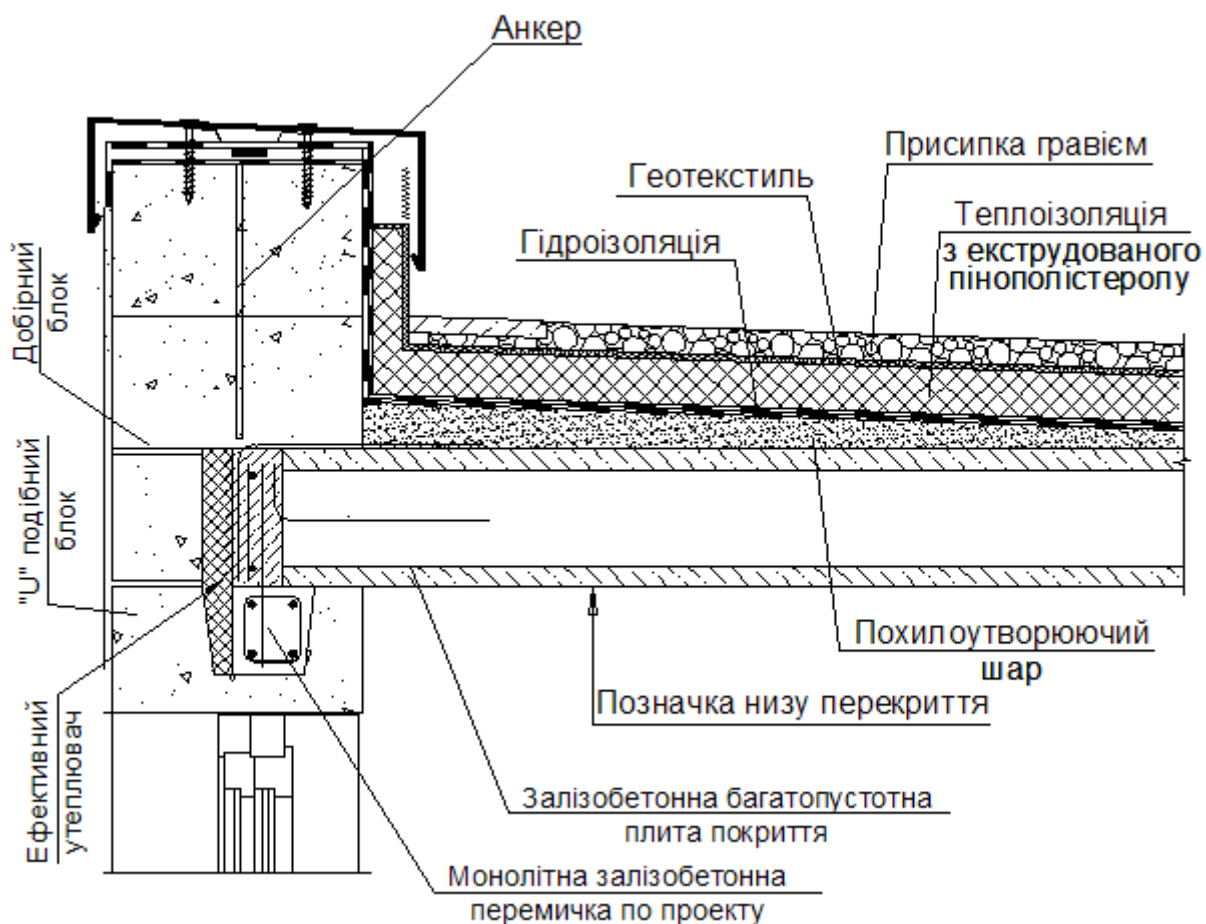 Анкер
Присипка гравієм
Геотекстиль
Теплоізоляція
з екструдованого
пінополістеролу
Гідроізоляція
Добірний
блок
"U" подібний
блок
Ефективний
утеплювач
Похилоутворюючий
шар
Позначка низу перекриття
Залізобетонна багатопустотна
плита покриття
Монолітна залізобетонна
перемичка по проекту